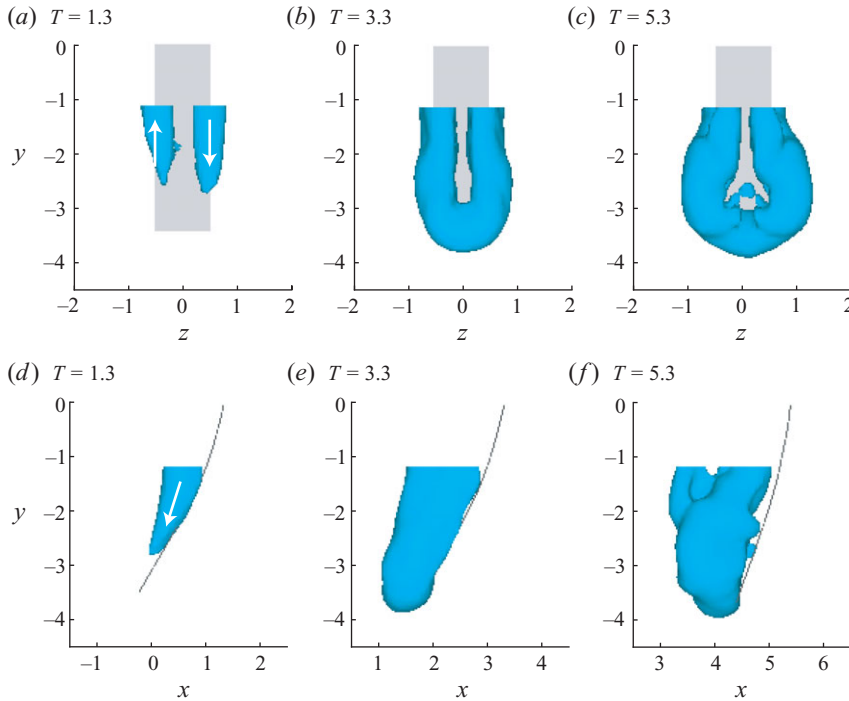 (a) T = 1.3
(b) T = 3.3
(c) T = 5.3
0
–1
y –2
–3
–4
–2 –1 0 1 2
z
0
–1
–2
–3
–4
–2 –1 0 1 2
z
0
–1
–2
–3
–4
–2 –1 0 1 2
z
(d) T = 1.3
(e) T = 3.3
(f) T = 5.3
0
–1
y –2
–3
–4
–1 0 1 2
x
0
–1
–2
–3
–4
1 2 3 4
x
0
–1
–2
–3
–4
3 4 5 6
x